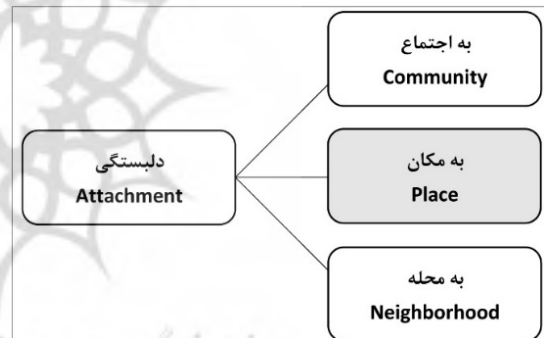 به اجتماع
Community
دلبستگی
Attachment
به مکان
Place
به محله
Neighborhood